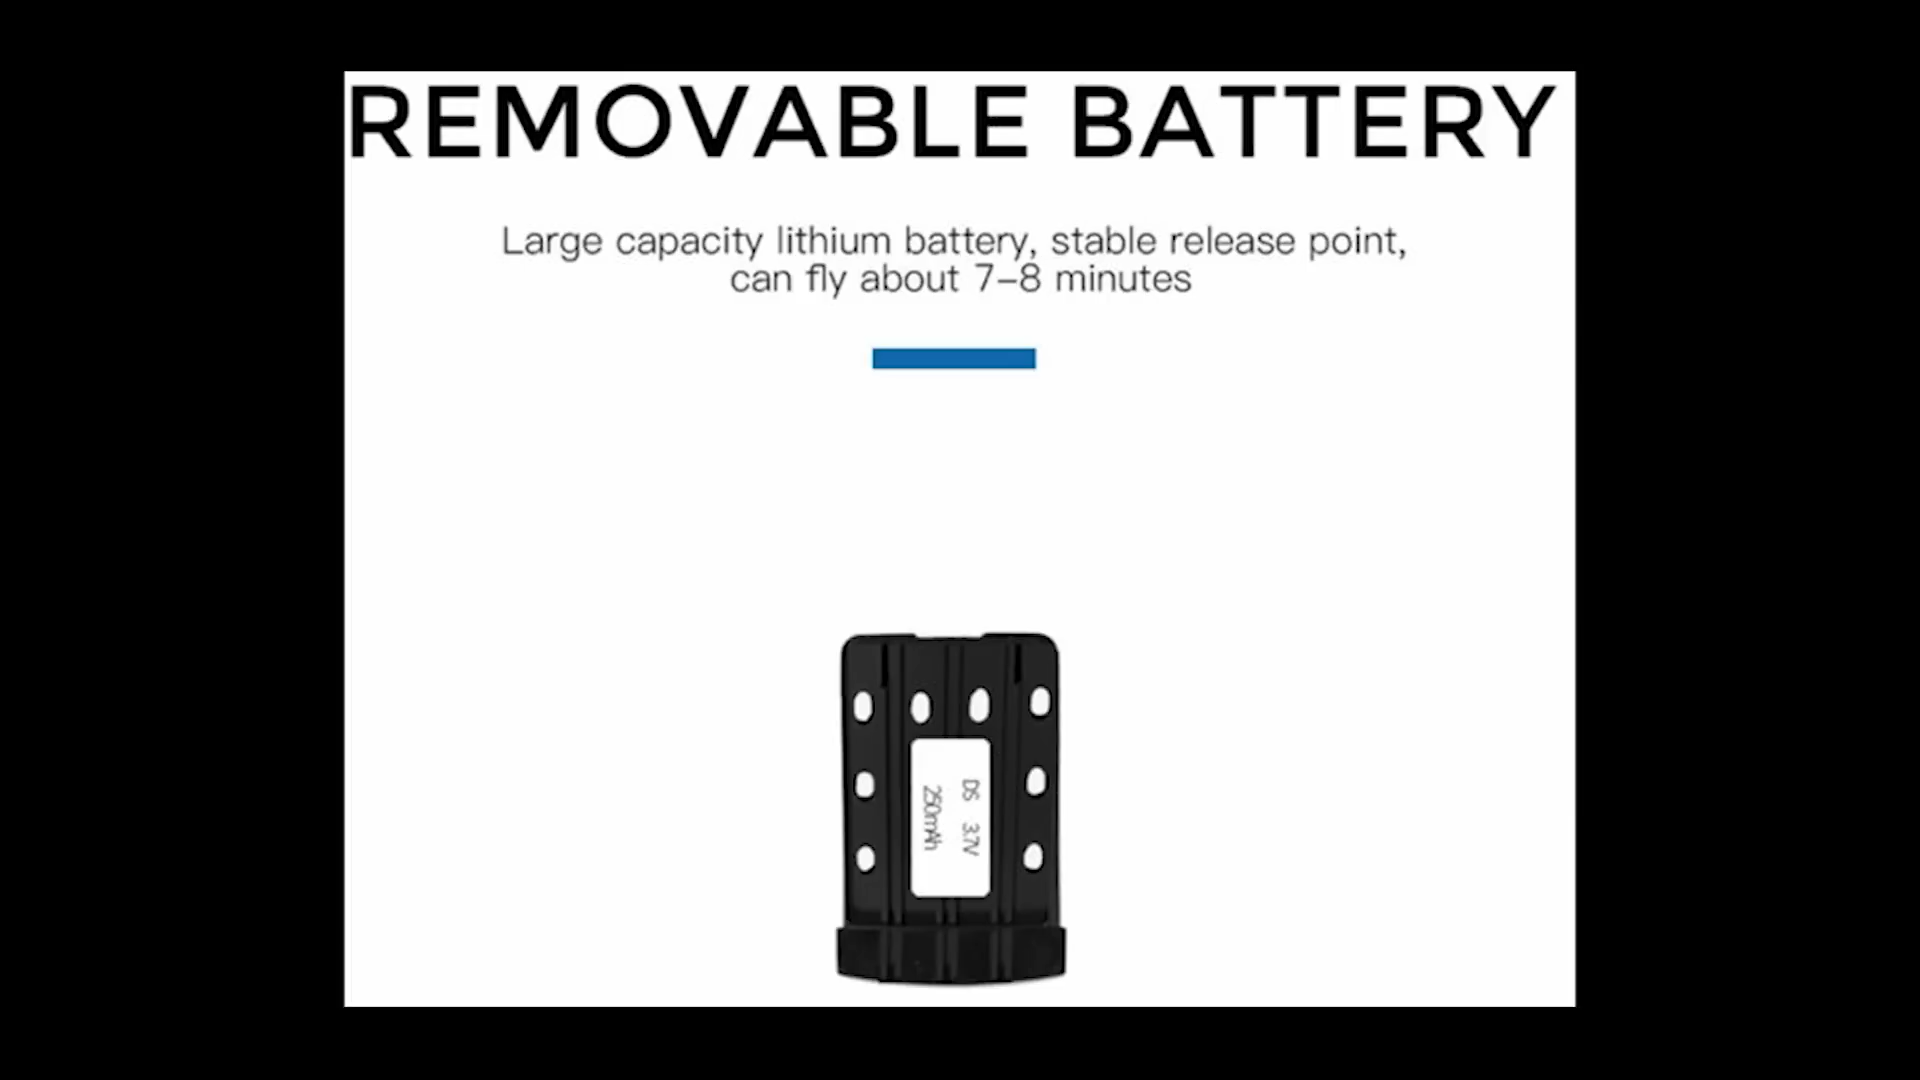 REMOVABLE BATTERY
Large capacity lithium battery, stable release point,
can fly about 7–8 minutes
DS 3.7V
250mAh